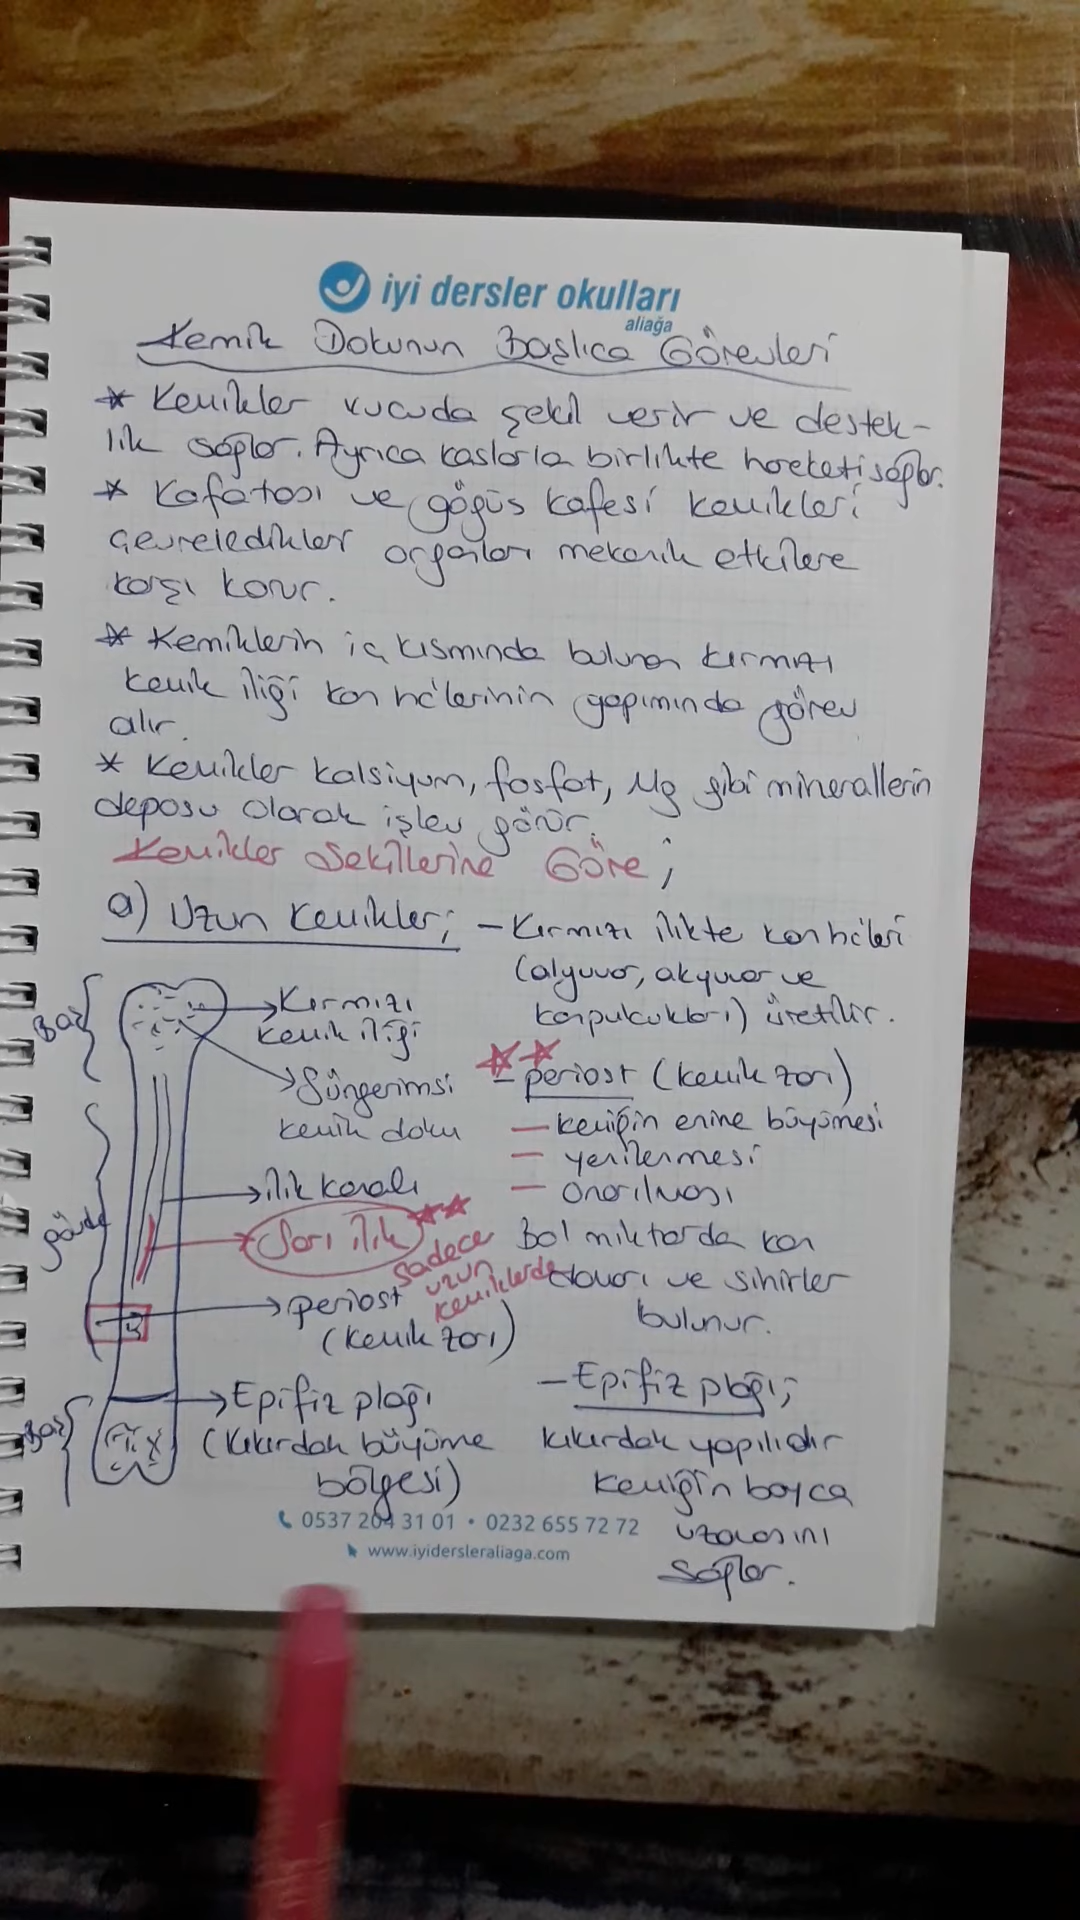 iyi dersler okulları
aliağa
Kemik Dokunun Başlıca Görevleri
* Kemikler vücuda şekil verir ve destek-
lik sağlar. Ayrıca kaslarla birlikte hareketi sağlar.
* Kafatası ve göğüs kafesi kemikleri
çevreledikleri organları mekanik etkilere
karşı korur.
* Kemiklerin iç kısmında bulunan kırmızı
kemik iliği kan hc'lerinin yapımında görev
alır.
* Kemikler kalsiyum, fosfat, Mg gibi minerallerin
deposu olarak işlev görür.
Kemikler Şekillerine Göre;
a) Uzun Kemikler;
- Kırmızı ilikte kan hc'leri
(alyuvar, akyuvar ve
kanpulcukları) üretilir.
Baş
Kırmızı
kemik iliği
Süngerimsi
kemik doku
- periost (kemik zarı)
- kemiğin enine büyümesi
- yenilenmesi
- onarılması
Bol miktarda kan
damarı ve sinirler
bulunur.
gövde
ilik kanalı
Sarı ilik
sadece
uzun
kemiklerde
periost
(kemik zarı)
Baş
Epifiz plağı
(kıkırdak büyüme
bölgesi)
- Epifiz plağı;
kıkırdak yapılıdır
kemiğin boyca
uzamasını
sağlar.
0537 204 31 01 • 0232 655 72 72
www.iyidersleraliaga.com